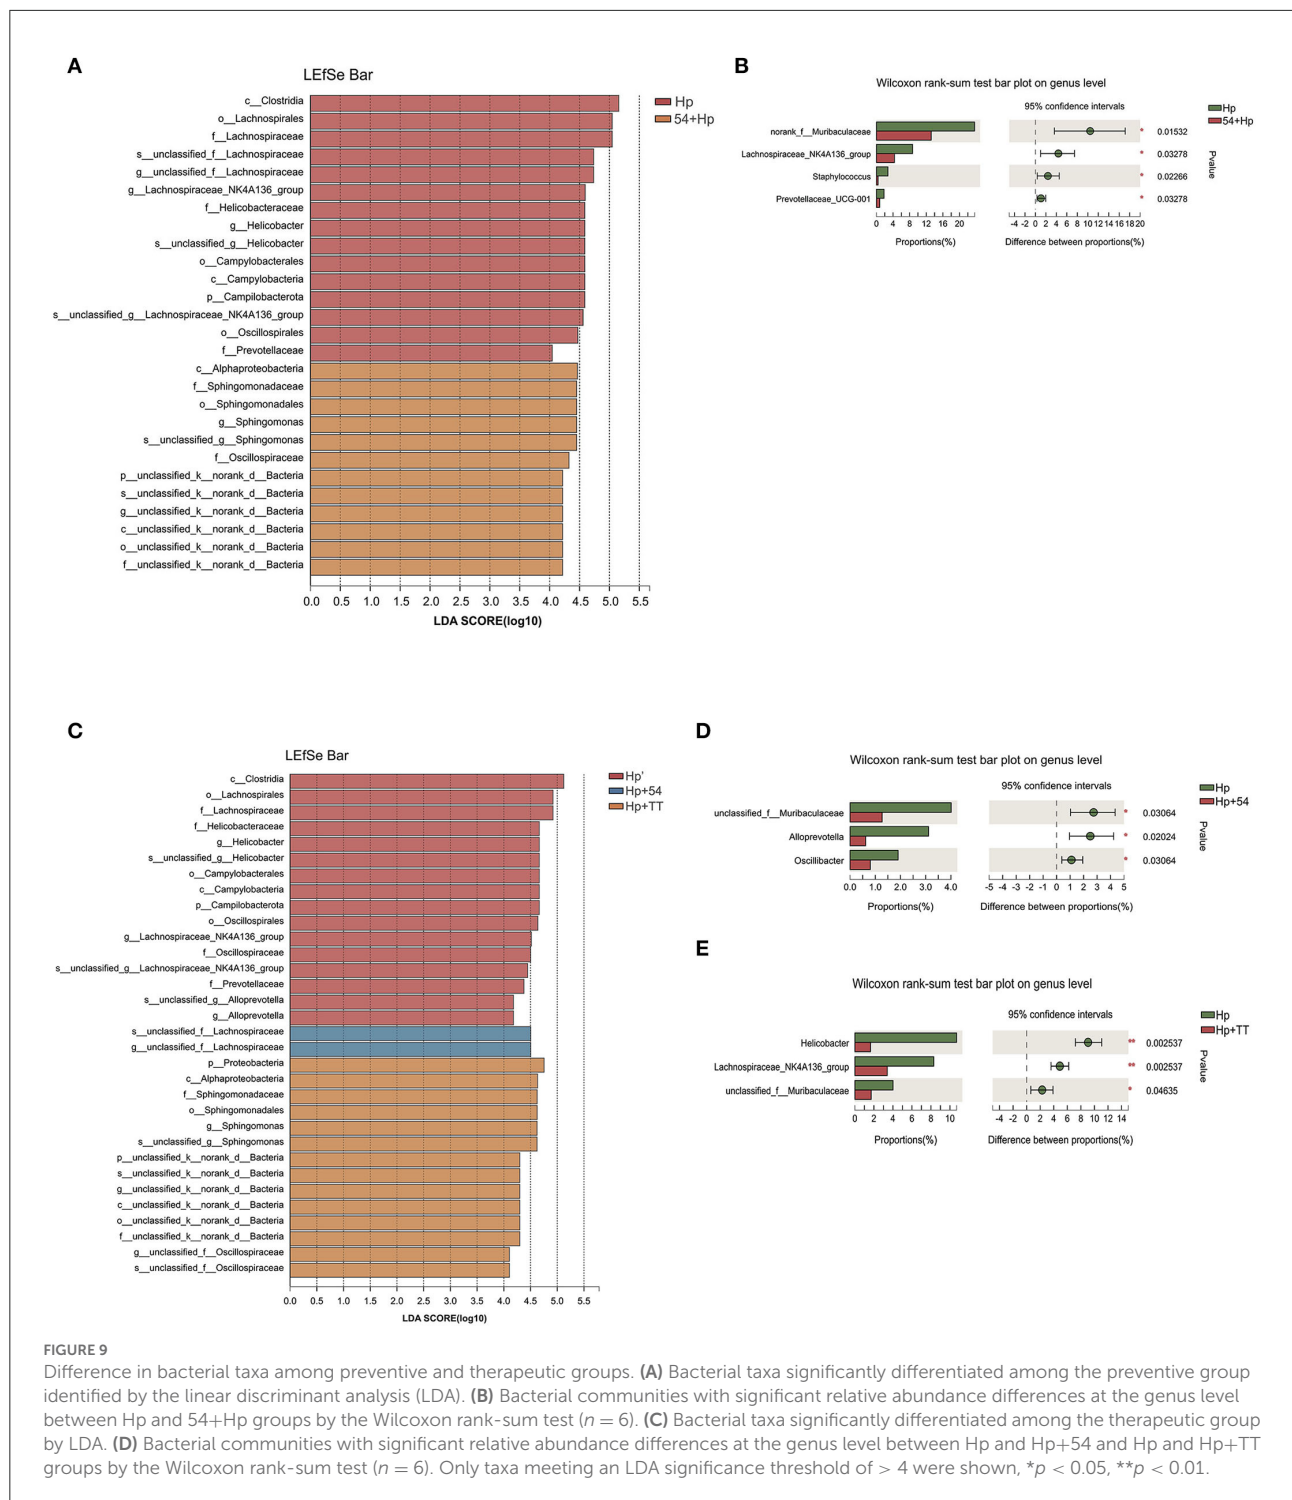 A
LEfSe Bar
c__Clostridia
o__Lachnospirales
f__Lachnospiraceae
s__unclassified_f__Lachnospiraceae
g__unclassified_f__Lachnospiraceae
g__Lachnospiraceae_NK4A136_group
f__Helicobacteraceae
g__Helicobacter
s__unclassified_g__Helicobacter
o__Campylobacterales
c__Campylobacteria
p__Campilobacterota
s__unclassified_g__Lachnospiraceae_NK4A136_group
o__Oscillospirales
f__Prevotellaceae
c__Alphaproteobacteria
f__Sphingomonadaceae
o__Sphingomonadales
g__Sphingomonas
s__unclassified_g__Sphingomonas
f__Oscillospiraceae
p__unclassified_k__norank_d__Bacteria
s__unclassified_k__norank_d__Bacteria
g__unclassified_k__norank_d__Bacteria
c__unclassified_k__norank_d__Bacteria
o__unclassified_k__norank_d__Bacteria
f__unclassified_k__norank_d__Bacteria
0.0 0.5 1.0 1.5 2.0 2.5 3.0 3.5 4.0 4.5 5.0 5.5
LDA SCORE(log10)
Hp
54+Hp
B
Wilcoxon rank-sum test bar plot on genus level
95% confidence intervals
Hp
54+Hp
norank_f__Muribaculaceae
* 0.01532
Lachnospiraceae_NK4A136_group
* 0.03278
Staphylococcus
* 0.02266
Prevotellaceae_UCG-001
* 0.03278
Pvalue
0 4 8 12 16 20 24
-4 -2 0 2 4 6 8 10 12 14 16 18 20
Proportions(%)
Difference between proportions(%)
C
LEfSe Bar
c__Clostridia
o__Lachnospirales
f__Lachnospiraceae
f__Helicobacteraceae
g__Helicobacter
s__unclassified_g__Helicobacter
o__Campylobacterales
c__Campylobacteria
p__Campilobacterota
o__Oscillospirales
g__Lachnospiraceae_NK4A136_group
f__Oscillospiraceae
s__unclassified_g__Lachnospiraceae_NK4A136_group
f__Prevotellaceae
s__unclassified_g__Alloprevotella
g__Alloprevotella
s__unclassified_f__Lachnospiraceae
g__unclassified_f__Lachnospiraceae
p__Proteobacteria
c__Alphaproteobacteria
f__Sphingomonadaceae
o__Sphingomonadales
g__Sphingomonas
s__unclassified_g__Sphingomonas
p__unclassified_k__norank_d__Bacteria
s__unclassified_k__norank_d__Bacteria
g__unclassified_k__norank_d__Bacteria
c__unclassified_k__norank_d__Bacteria
o__unclassified_k__norank_d__Bacteria
f__unclassified_k__norank_d__Bacteria
g__unclassified_f__Oscillospiraceae
s__unclassified_f__Oscillospiraceae
0.0 0.5 1.0 1.5 2.0 2.5 3.0 3.5 4.0 4.5 5.0 5.5
LDA SCORE(log10)
Hp'
Hp+54
Hp+TT
D
Wilcoxon rank-sum test bar plot on genus level
95% confidence intervals
Hp
Hp+54
unclassified_f__Muribaculaceae
* 0.03064
Alloprevotella
* 0.02024
Oscillibacter
* 0.03064
Pvalue
0.0 1.0 2.0 3.0 4.0
-5 -4 -3 -2 -1 0 1 2 3 4 5
Proportions(%)
Difference between proportions(%)
E
Wilcoxon rank-sum test bar plot on genus level
95% confidence intervals
Hp
Hp+TT
Helicobacter
** 0.002537
Lachnospiraceae_NK4A136_group
** 0.002537
unclassified_f__Muribaculaceae
* 0.04635
Pvalue
0 2 4 6 8 10
-4 -2 0 2 4 6 8 10 12 14
Proportions(%)
Difference between proportions(%)
FIGURE 9
Difference in bacterial taxa among preventive and therapeutic groups. (A) Bacterial taxa significantly differentiated among the preventive group
identified by the linear discriminant analysis (LDA). (B) Bacterial communities with significant relative abundance differences at the genus level
between Hp and 54+Hp groups by the Wilcoxon rank-sum test (n = 6). (C) Bacterial taxa significantly differentiated among the therapeutic group
by LDA. (D) Bacterial communities with significant relative abundance differences at the genus level between Hp and Hp+54 and Hp and Hp+TT
groups by the Wilcoxon rank-sum test (n = 6). Only taxa meeting an LDA significance threshold of > 4 were shown, *p < 0.05, **p < 0.01.